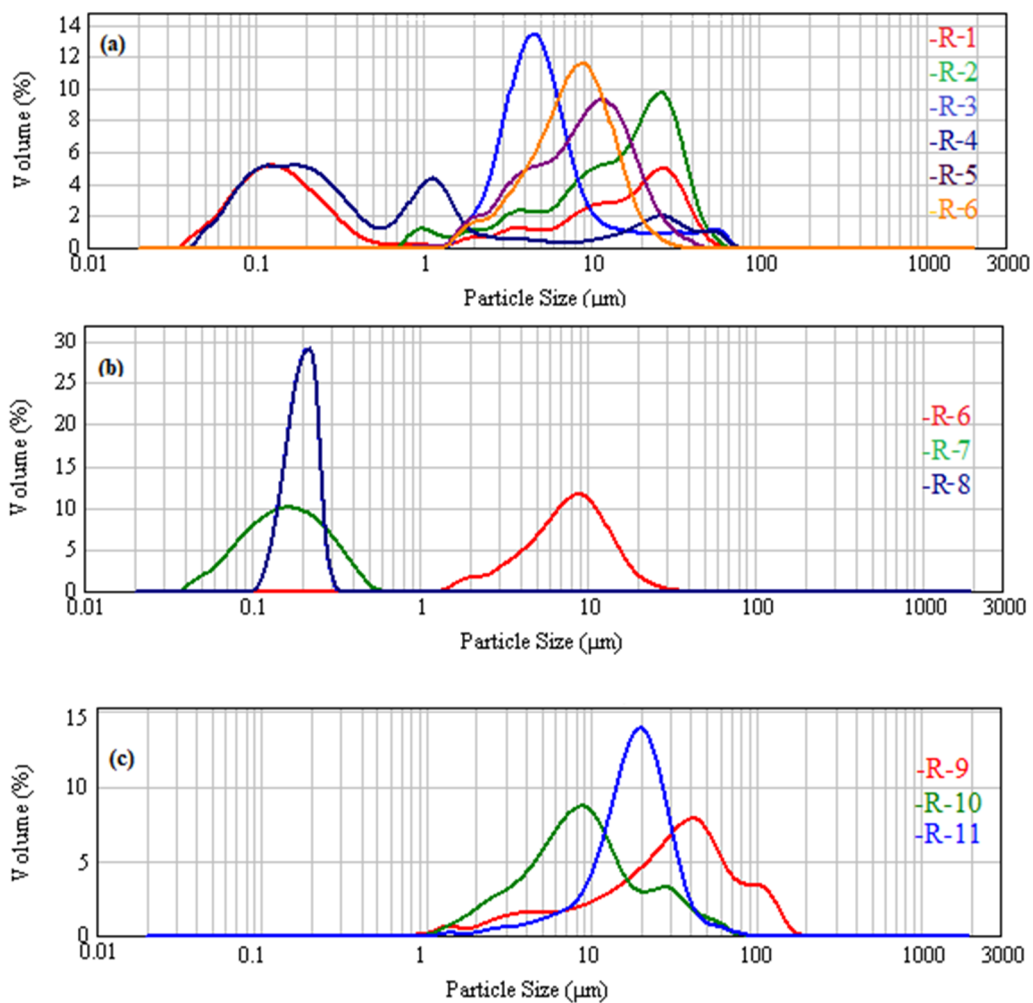 (a)
14
12
10
8
6
4
2
0
Volume (%)
-R-1
-R-2
-R-3
-R-4
-R-5
-R-6
0.01 0.1 1 10 100 1000 3000
Particle Size (µm)
(b)
30
25
20
15
10
5
0
Volume (%)
-R-6
-R-7
-R-8
0.01 0.1 1 10 100 1000 3000
Particle Size (µm)
(c)
15
10
5
0
Volume (%)
-R-9
-R-10
-R-11
0.01 0.1 1 10 100 1000 3000
Particle Size (µm)